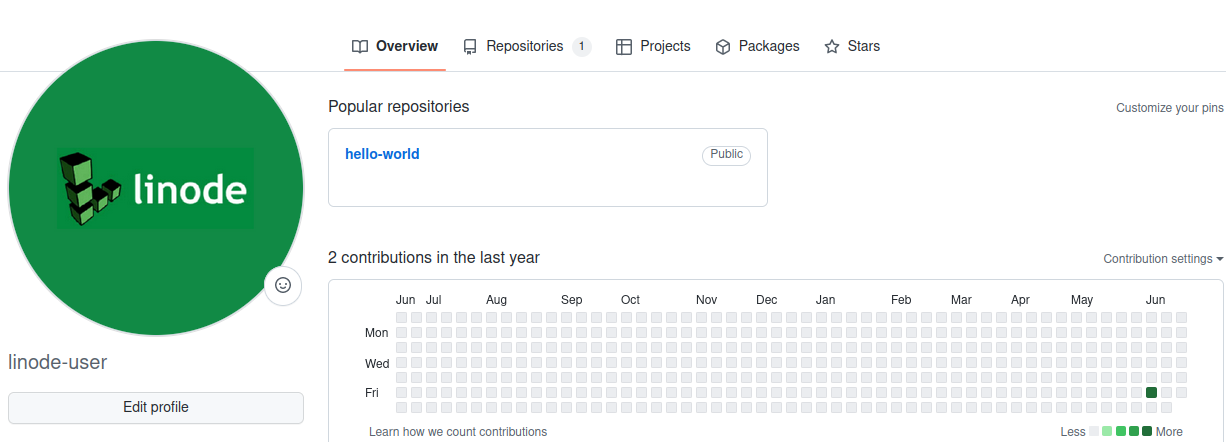 Overview Repositories 1 Projects Packages Stars
linode
linode-user
Edit profile
Popular repositories Customize your pins
hello-world Public
2 contributions in the last year Contribution settings
Jun Jul Aug Sep Oct Nov Dec Jan Feb Mar Apr May Jun
Mon
Wed
Fri
Learn how we count contributions Less More